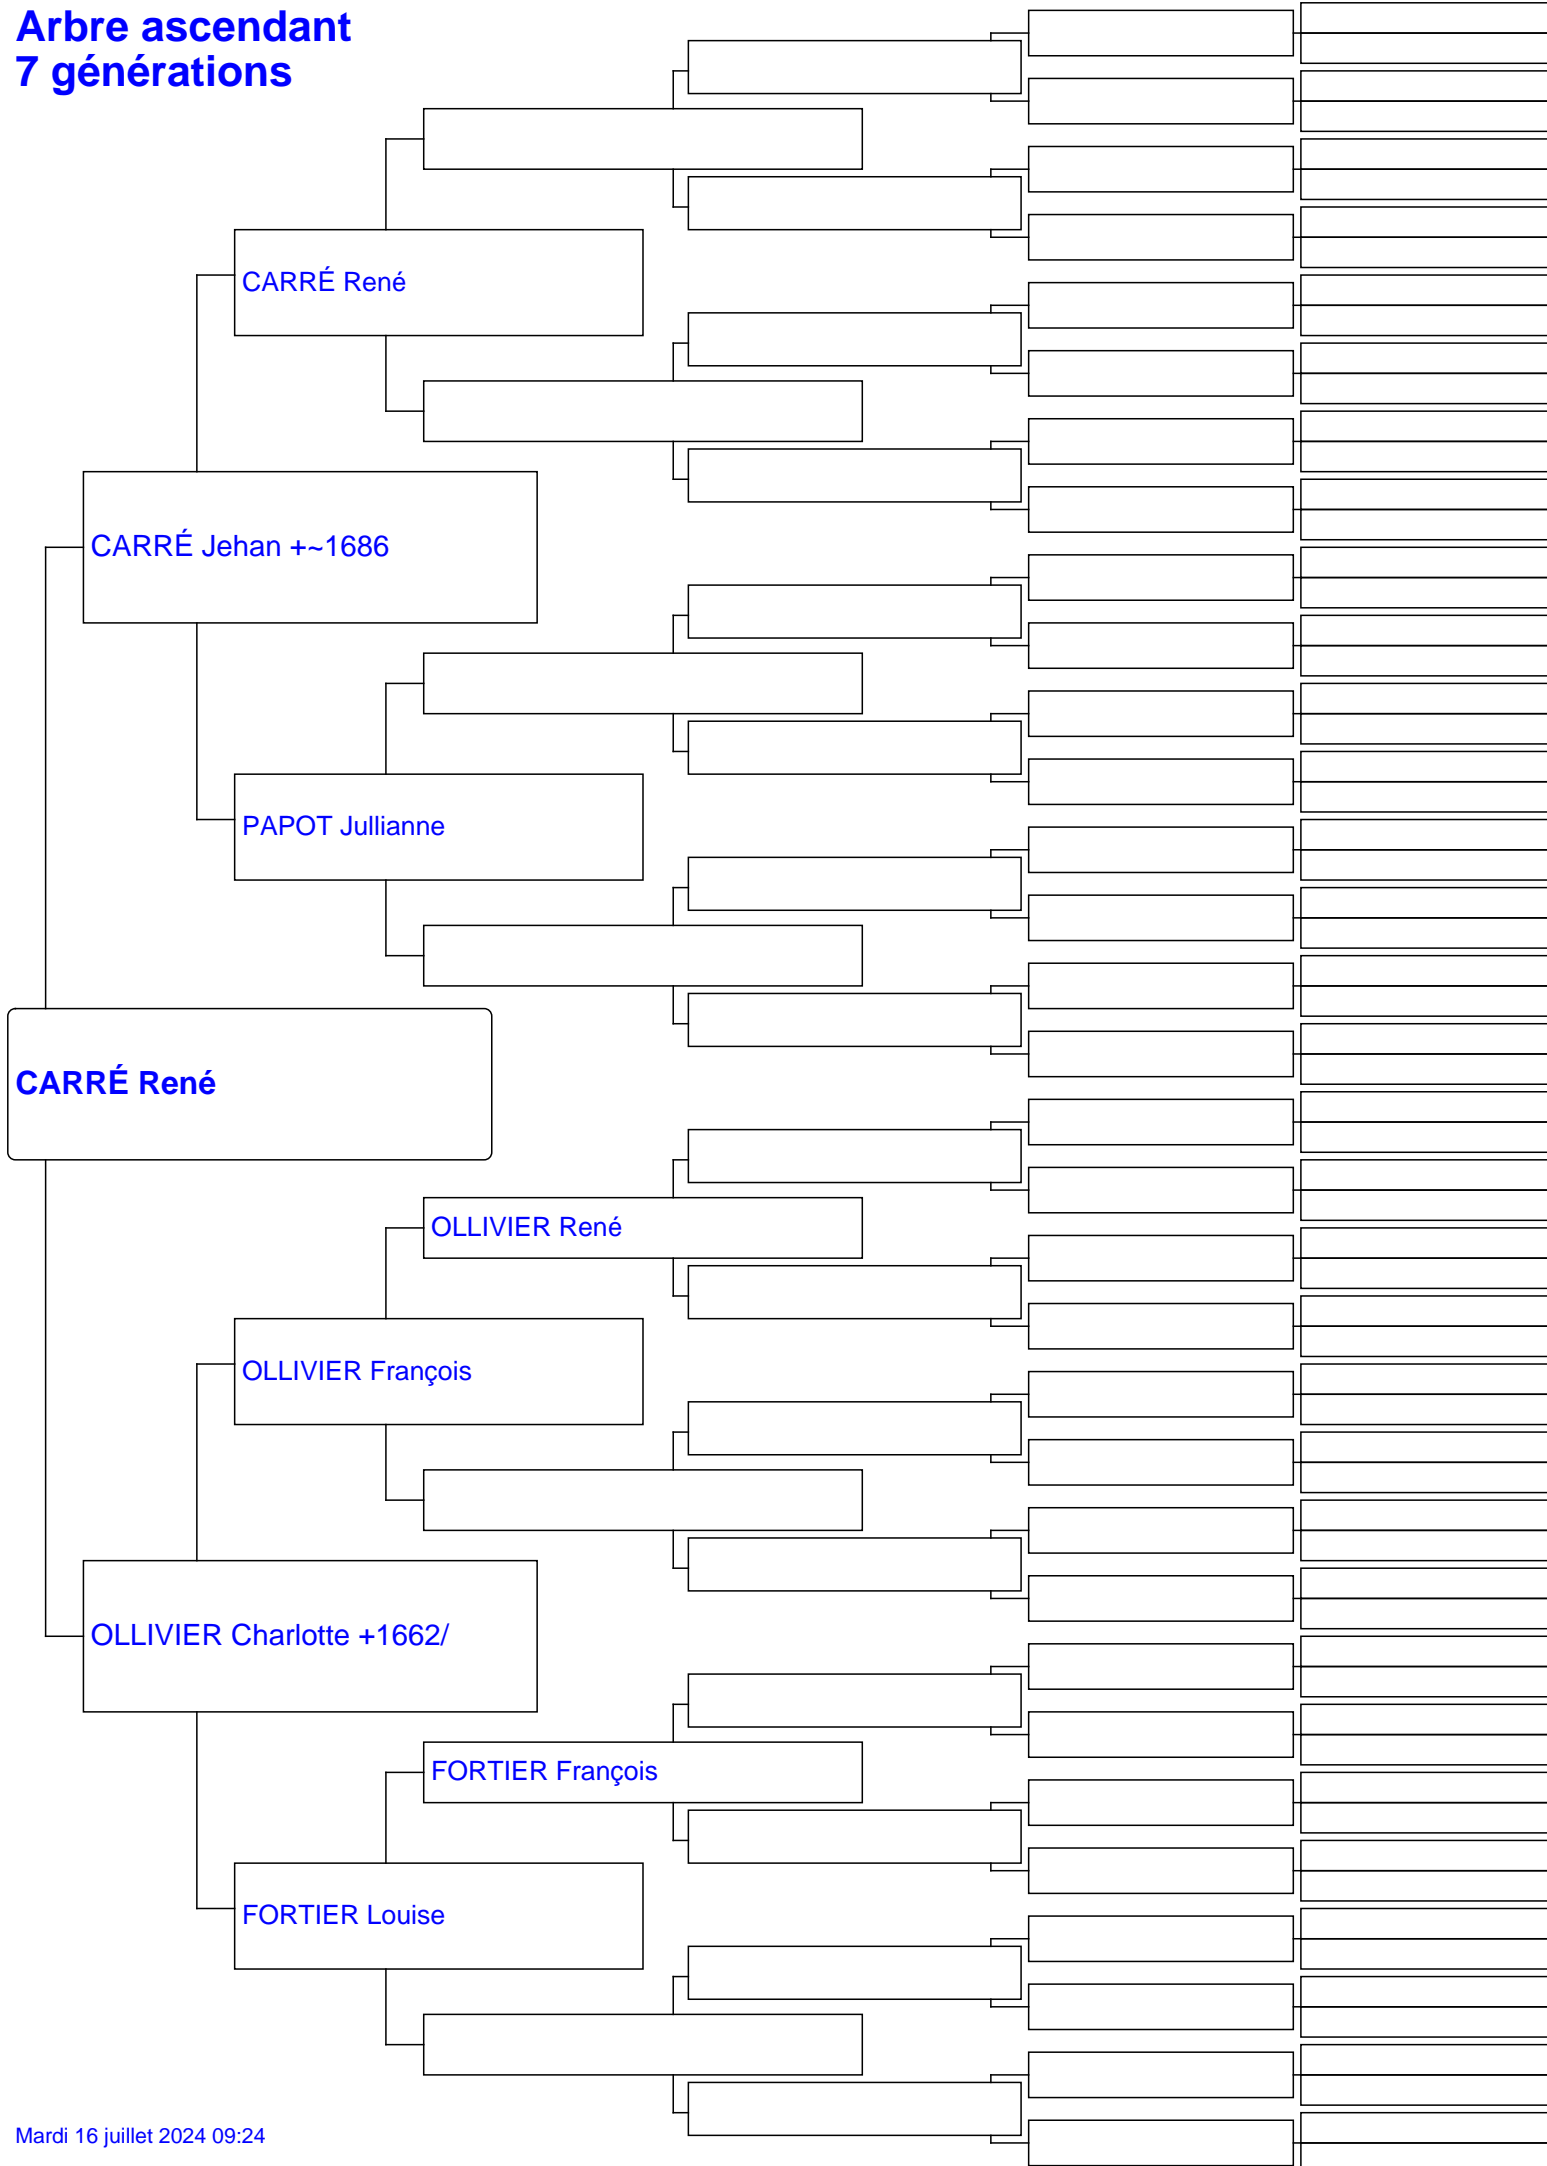 Arbre ascendant
7 générations
CARRÉ René
CARRÉ Jehan +~1686
PAPOT Jullianne
CARRÉ René
OLLIVIER René
OLLIVIER François
OLLIVIER Charlotte +1662/
FORTIER François
FORTIER Louise
Mardi 16 juillet 2024 09:24